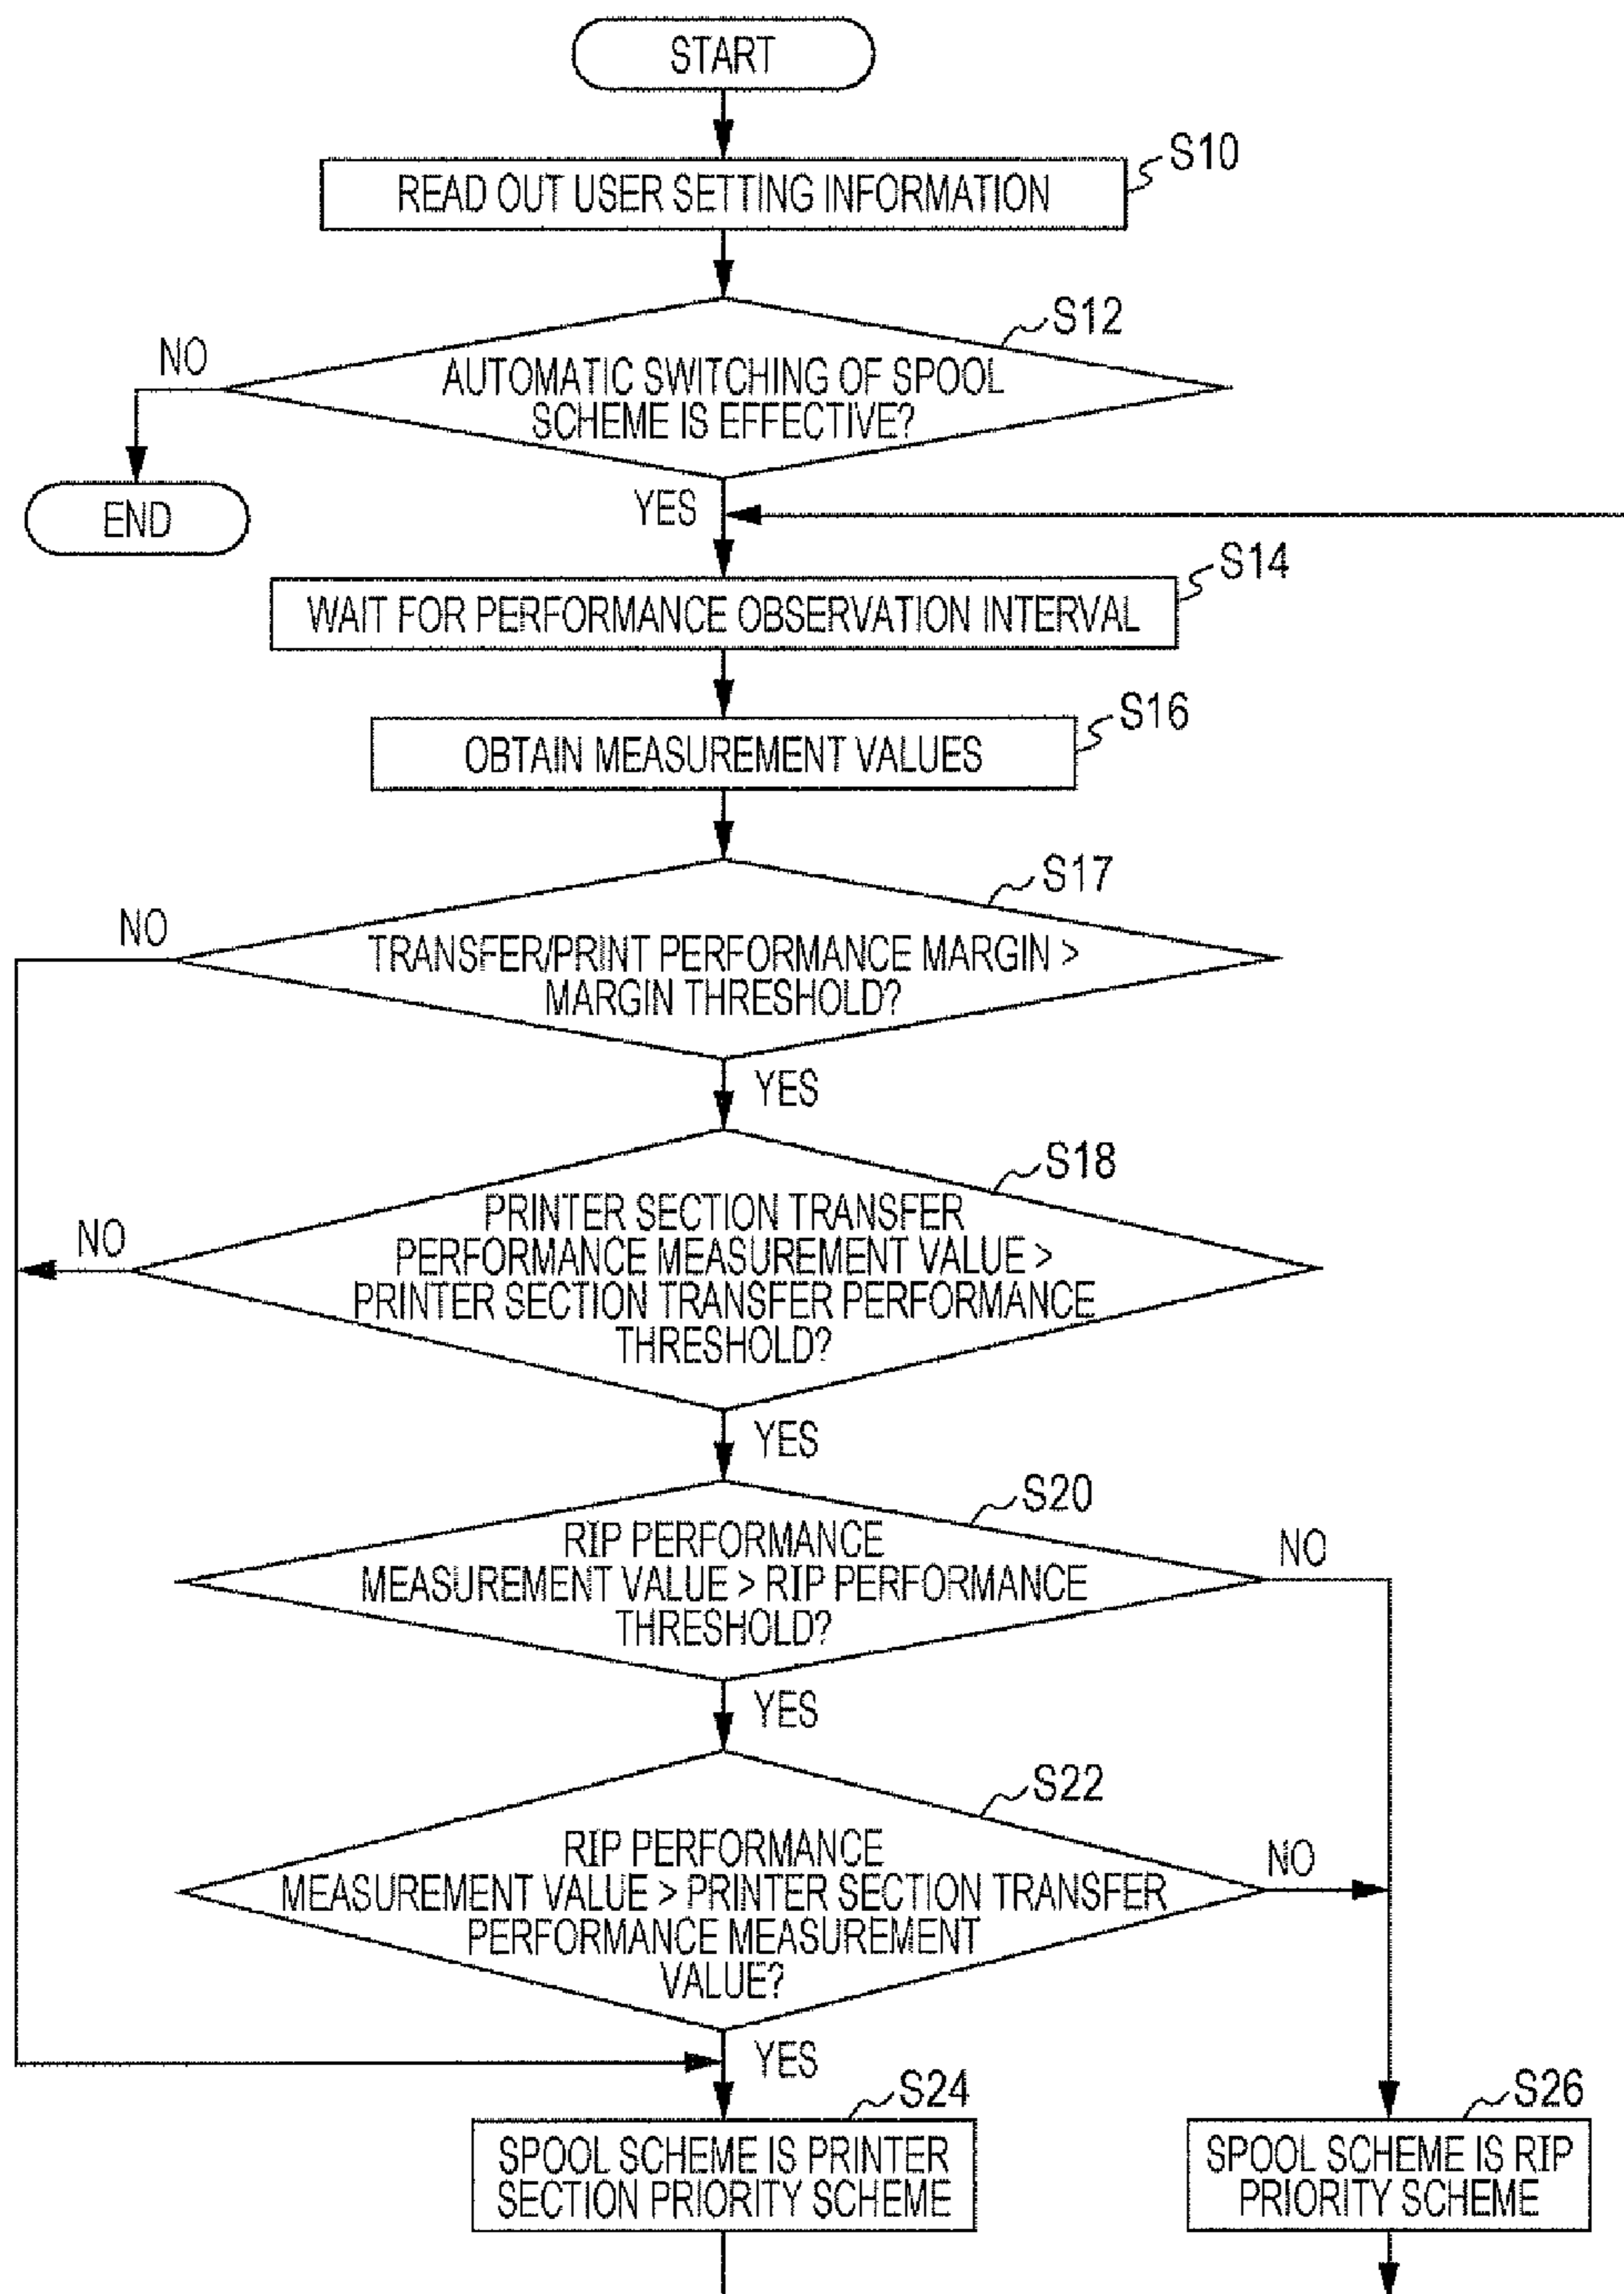 START
S10
READ OUT USER SETTING INFORMATION
S12
NO
AUTOMATIC SWITCHING OF SPOOL
SCHEME IS EFFECTIVE?
END
YES
S14
WAIT FOR PERFORMANCE OBSERVATION INTERVAL
S16
OBTAIN MEASUREMENT VALUES
S17
NO
TRANSFER/PRINT PERFORMANCE MARGIN >
MARGIN THRESHOLD?
YES
S18
NO
PRINTER SECTION TRANSFER
PERFORMANCE MEASUREMENT VALUE >
PRINTER SECTION TRANSFER PERFORMANCE
THRESHOLD?
YES
S20
NO
RIP PERFORMANCE
MEASUREMENT VALUE > RIP PERFORMANCE
THRESHOLD?
YES
S22
NO
RIP PERFORMANCE
MEASUREMENT VALUE > PRINTER SECTION TRANSFER
PERFORMANCE MEASUREMENT
VALUE?
YES
S24
SPOOL SCHEME IS PRINTER
SECTION PRIORITY SCHEME
S26
SPOOL SCHEME IS RIP
PRIORITY SCHEME